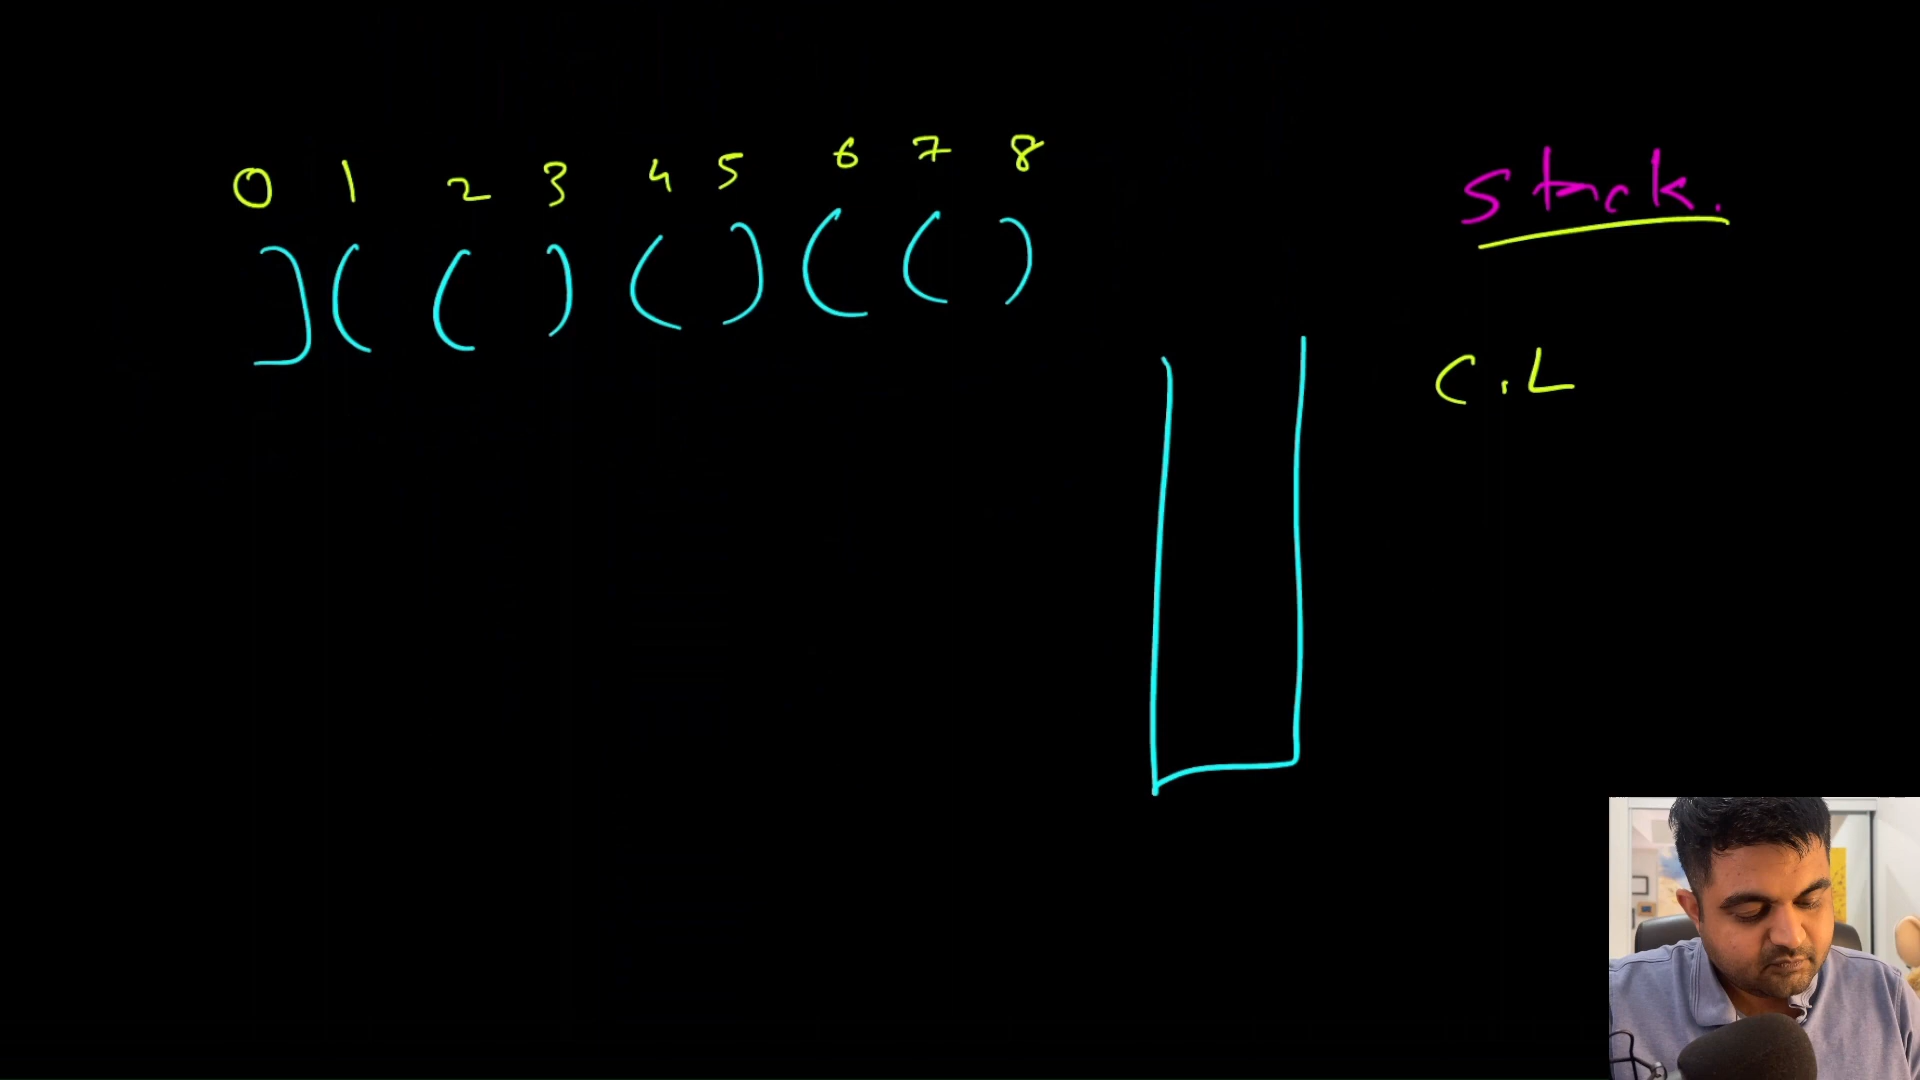 0 1 2 3 4 5 6 7 8
stack.
) ( ( ) ( ) ( ( )
C.L